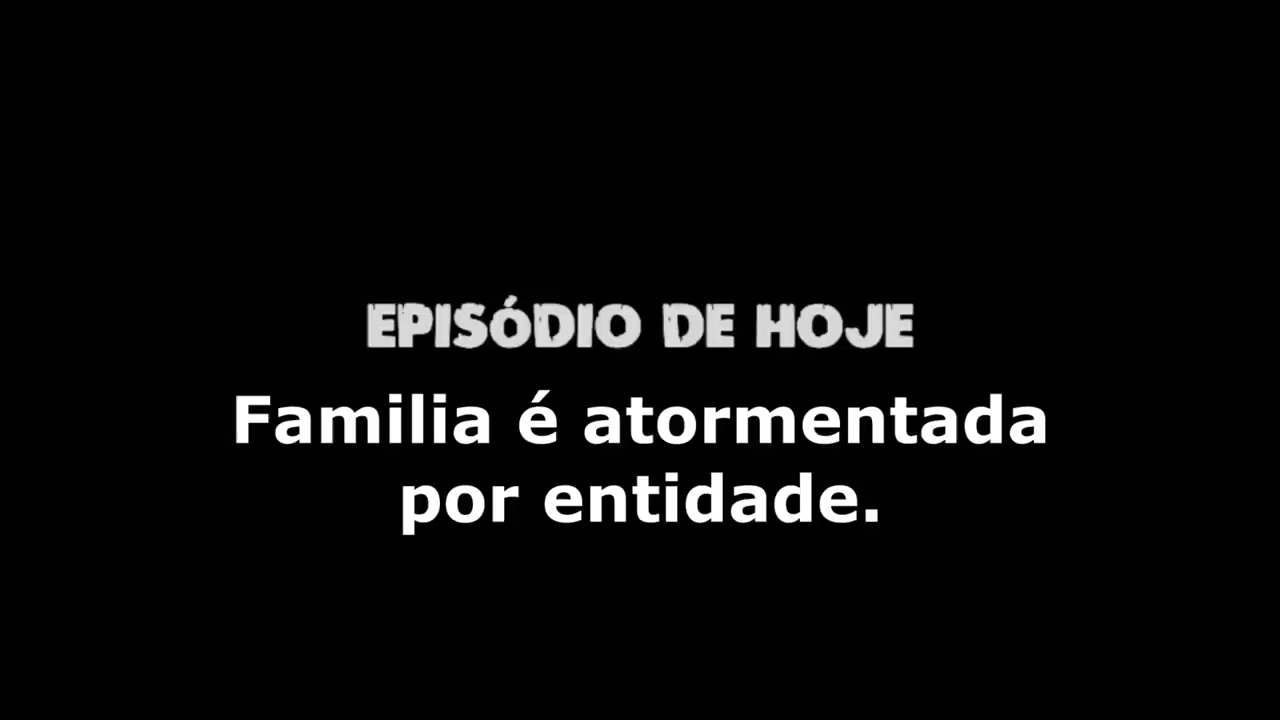 EPISÓDIO DE HOJE
Familia é atormentada
por entidade.